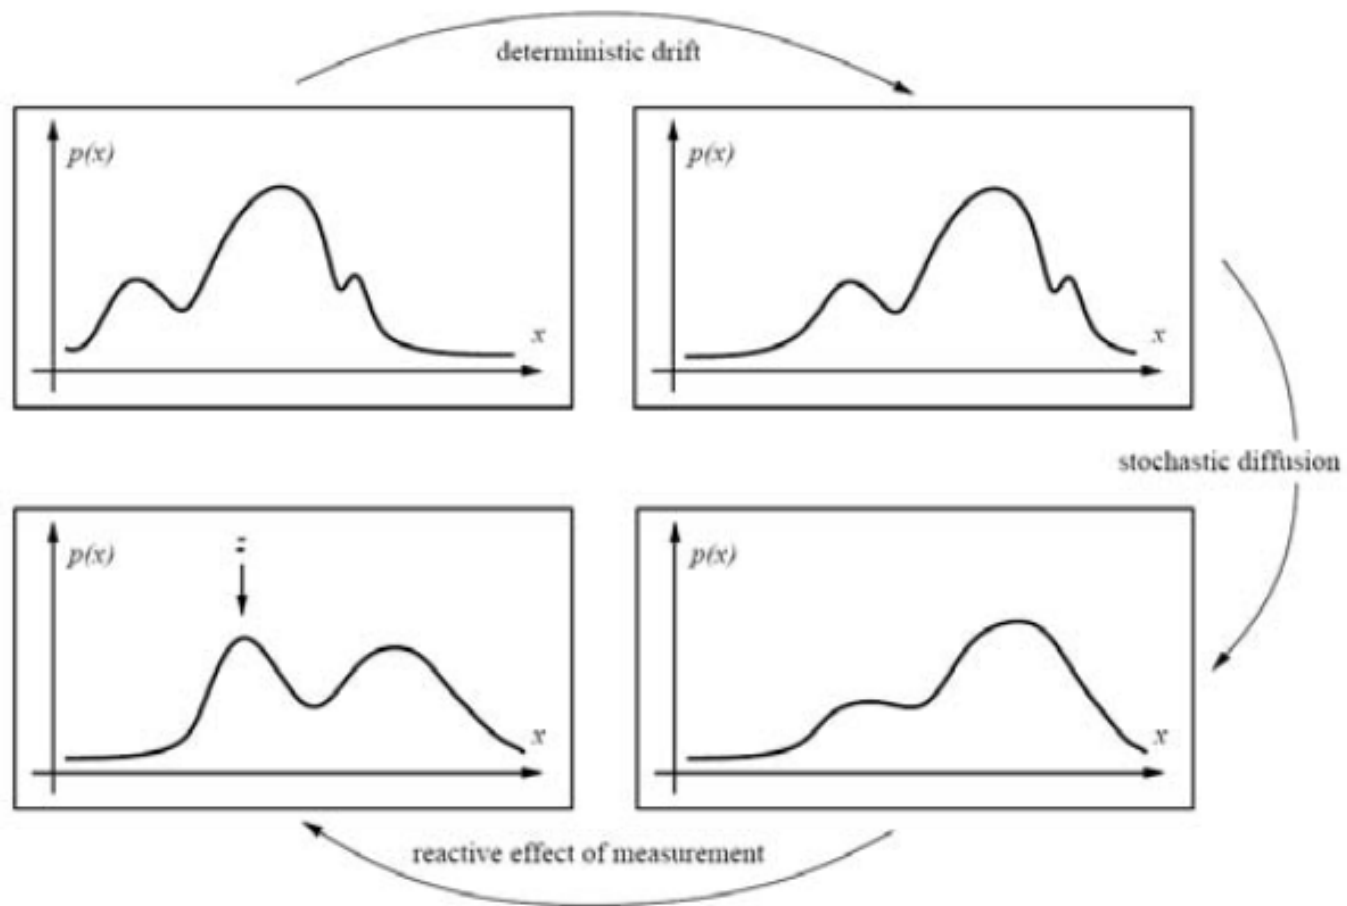 deterministic drift
p(x)
x
p(x)
x
stochastic diffusion
p(x)
z
x
p(x)
x
reactive effect of measurement